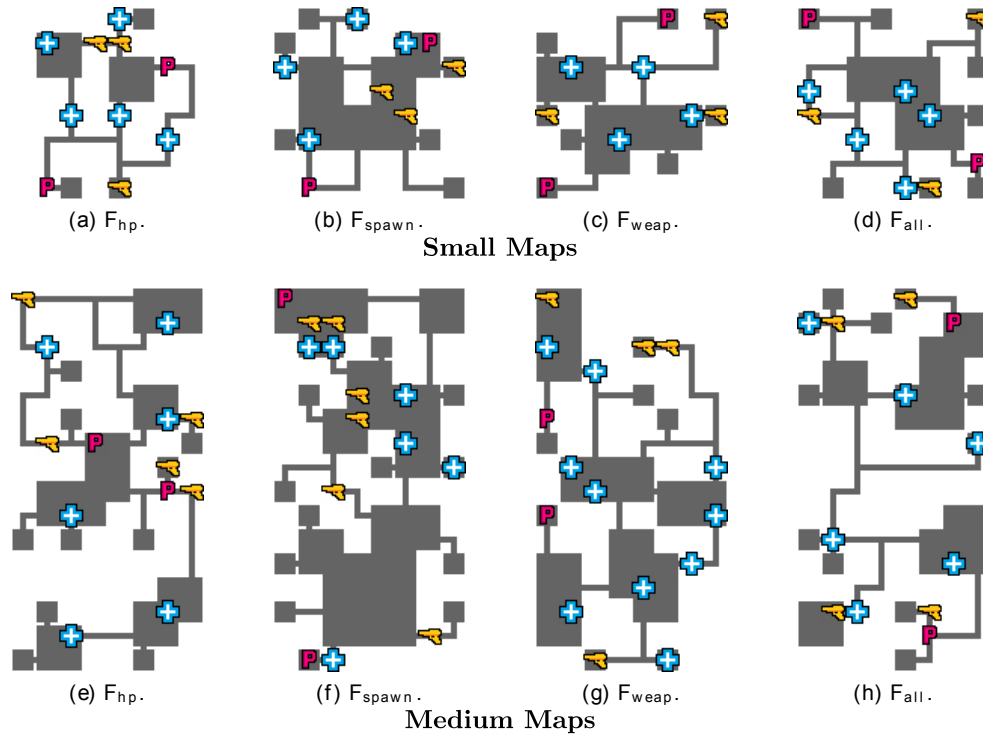 P
P
P
P
P
P
P
P
(a) F_hp.
(b) F_spawn.
(c) F_weap.
(d) F_all.
Small Maps
P
P
P
P
P
P
P
P
(e) F_hp.
(f) F_spawn.
(g) F_weap.
(h) F_all.
Medium Maps